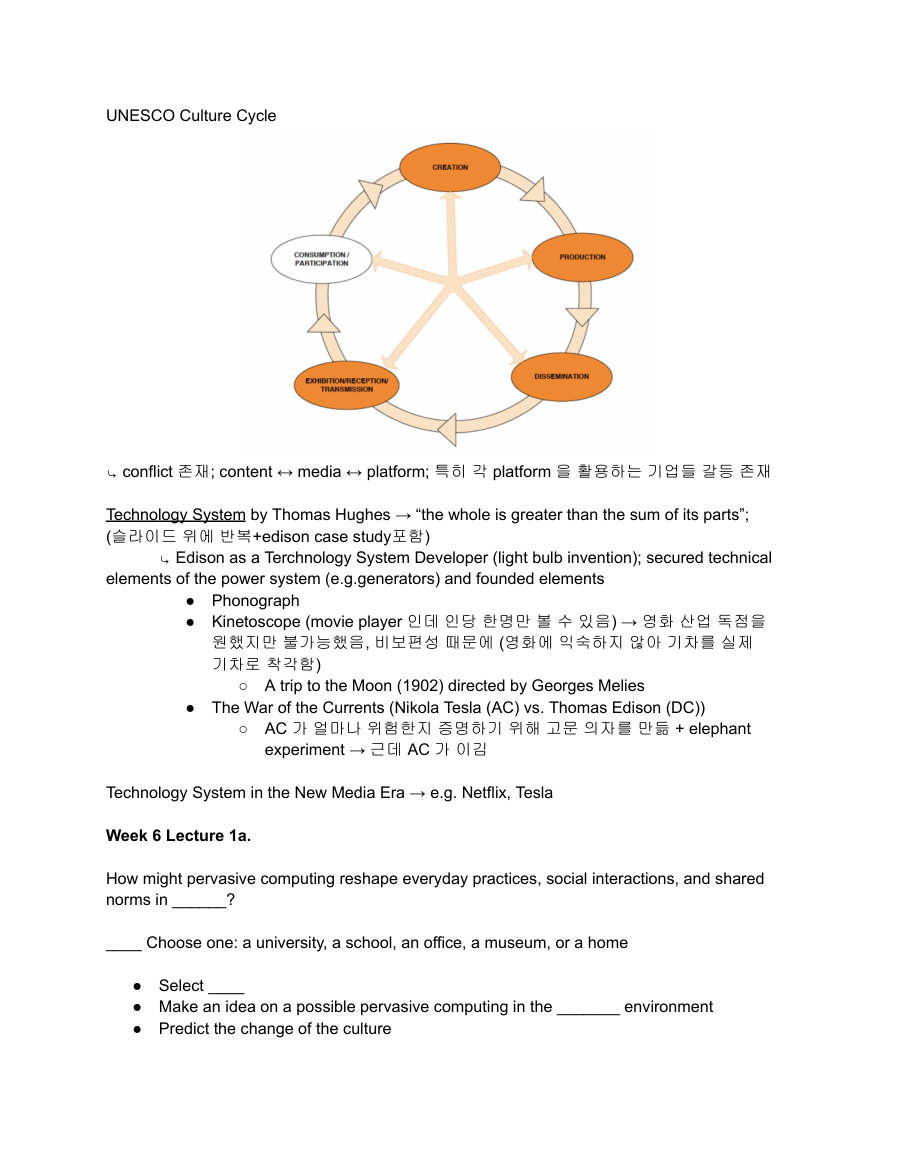 UNESCO Culture Cycle
CREATION
CONSUMPTION /
PARTICIPATION
PRODUCTION
EXHIBITION/RECEPTION/
TRANSMISSION
DISSEMINATION
⤷ conflict 존재; content ↔ media ↔ platform; 특히 각 platform 을 활용하는 기업들 갈등 존재
Technology System by Thomas Hughes → “the whole is greater than the sum of its parts”;
(슬라이드 위에 반복+edison case study포함)
⤷ Edison as a Terchnology System Developer (light bulb invention); secured technical
elements of the power system (e.g.generators) and founded elements
● Phonograph
● Kinetoscope (movie player 인데 인당 한명만 볼 수 있음) → 영화 산업 독점을
원했지만 불가능했음, 비보편성 때문에 (영화에 익숙하지 않아 기차를 실제
기차로 착각함)
○ A trip to the Moon (1902) directed by Georges Melies
● The War of the Currents (Nikola Tesla (AC) vs. Thomas Edison (DC))
○ AC 가 얼마나 위험한지 증명하기 위해 고문 의자를 만듦 + elephant
experiment → 근데 AC 가 이김
Technology System in the New Media Era → e.g. Netflix, Tesla
Week 6 Lecture 1a.
How might pervasive computing reshape everyday practices, social interactions, and shared
norms in ______?
____ Choose one: a university, a school, an office, a museum, or a home
● Select ____
● Make an idea on a possible pervasive computing in the _______ environment
● Predict the change of the culture